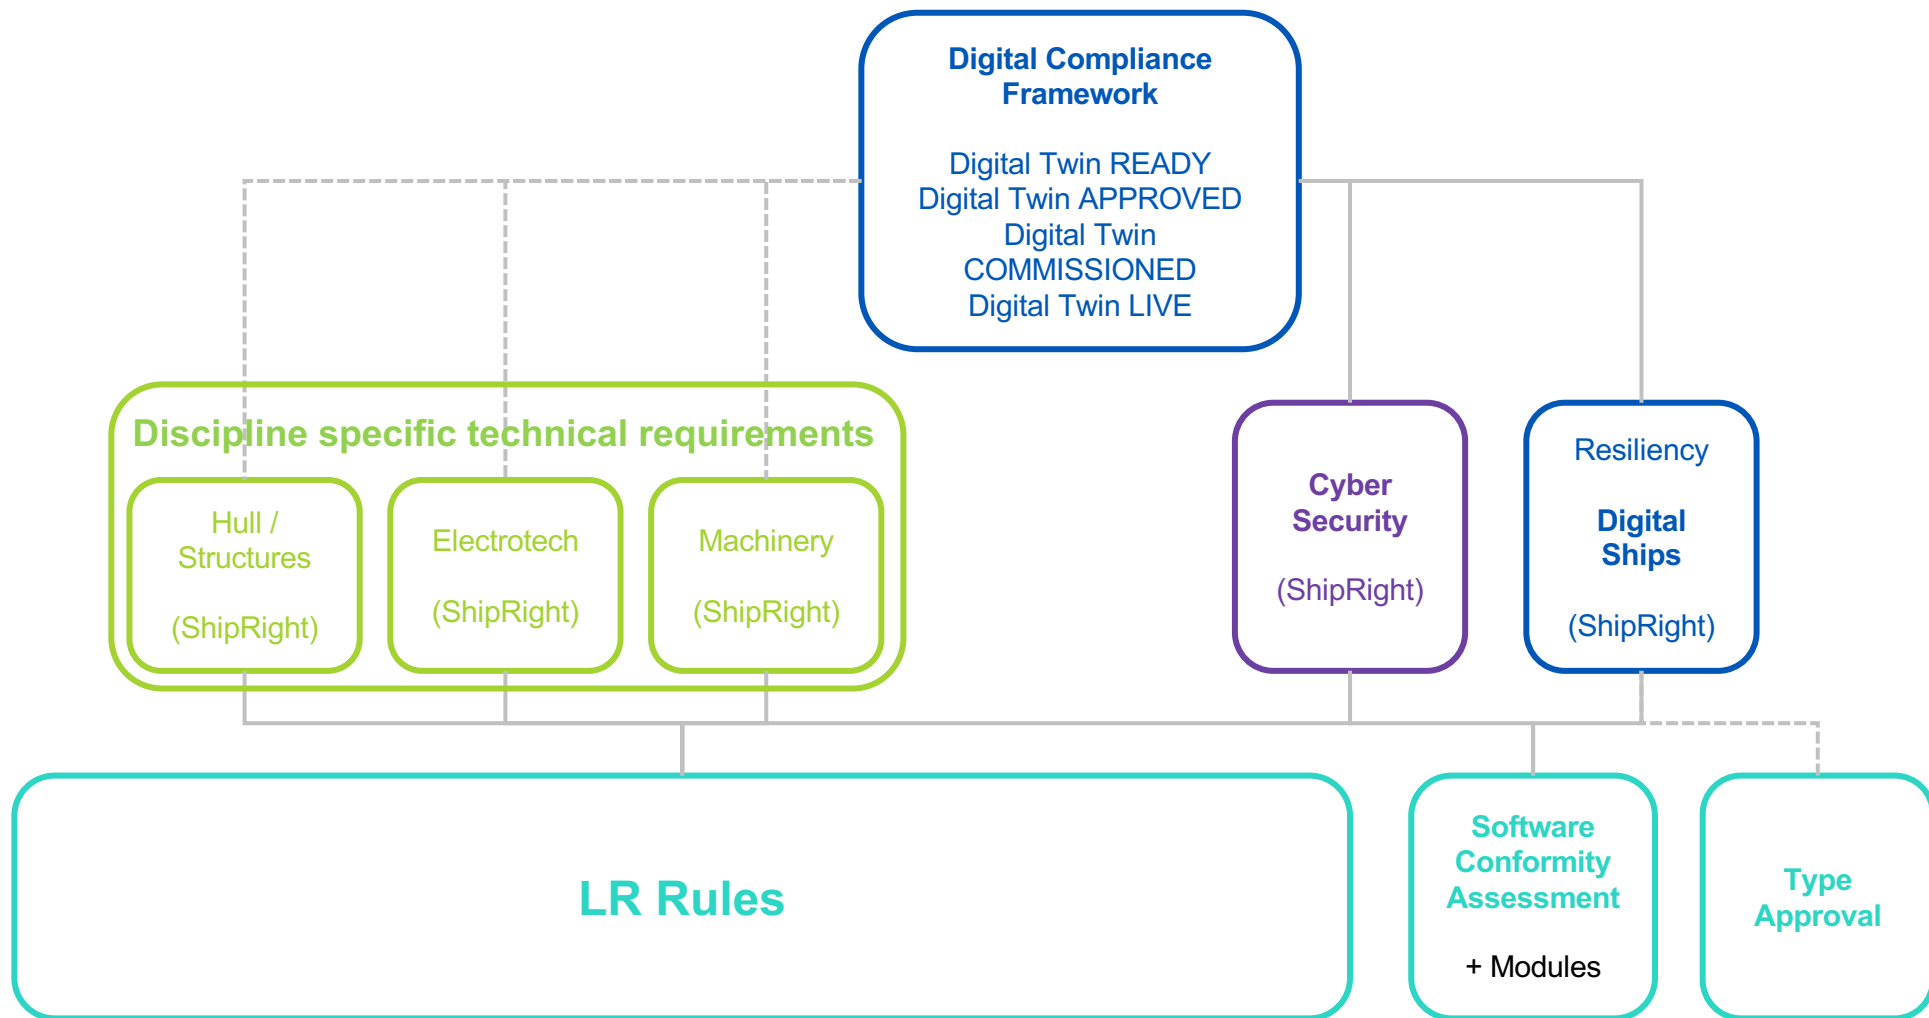 Digital Compliance
Framework
Digital Twin READY
Digital Twin APPROVED
Digital Twin
COMMISSIONED
Digital Twin LIVE
Discipline specific technical requirements
Hull /
Structures
(ShipRight)
Electrotech
(ShipRight)
Machinery
(ShipRight)
Cyber
Security
(ShipRight)
Resiliency
Digital
Ships
(ShipRight)
LR Rules
Software
Conformity
Assessment
+ Modules
Type
Approval